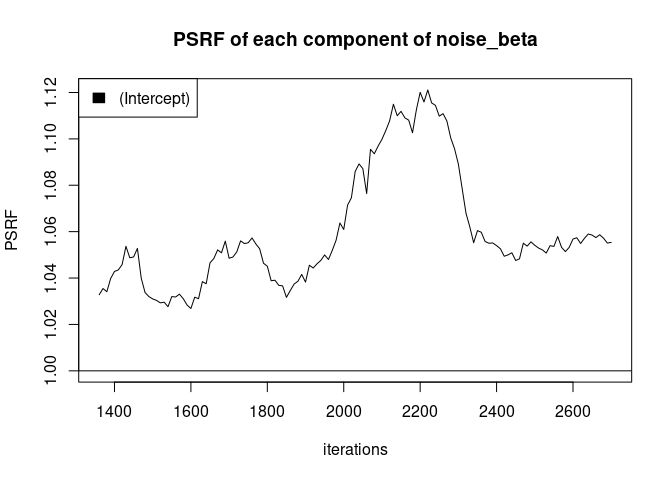 PSRF of each component of noise_beta
(Intercept)
PSRF
1.12
1.10
1.08
1.06
1.04
1.02
1.00
1400 1600 1800 2000 2200 2400 2600
iterations